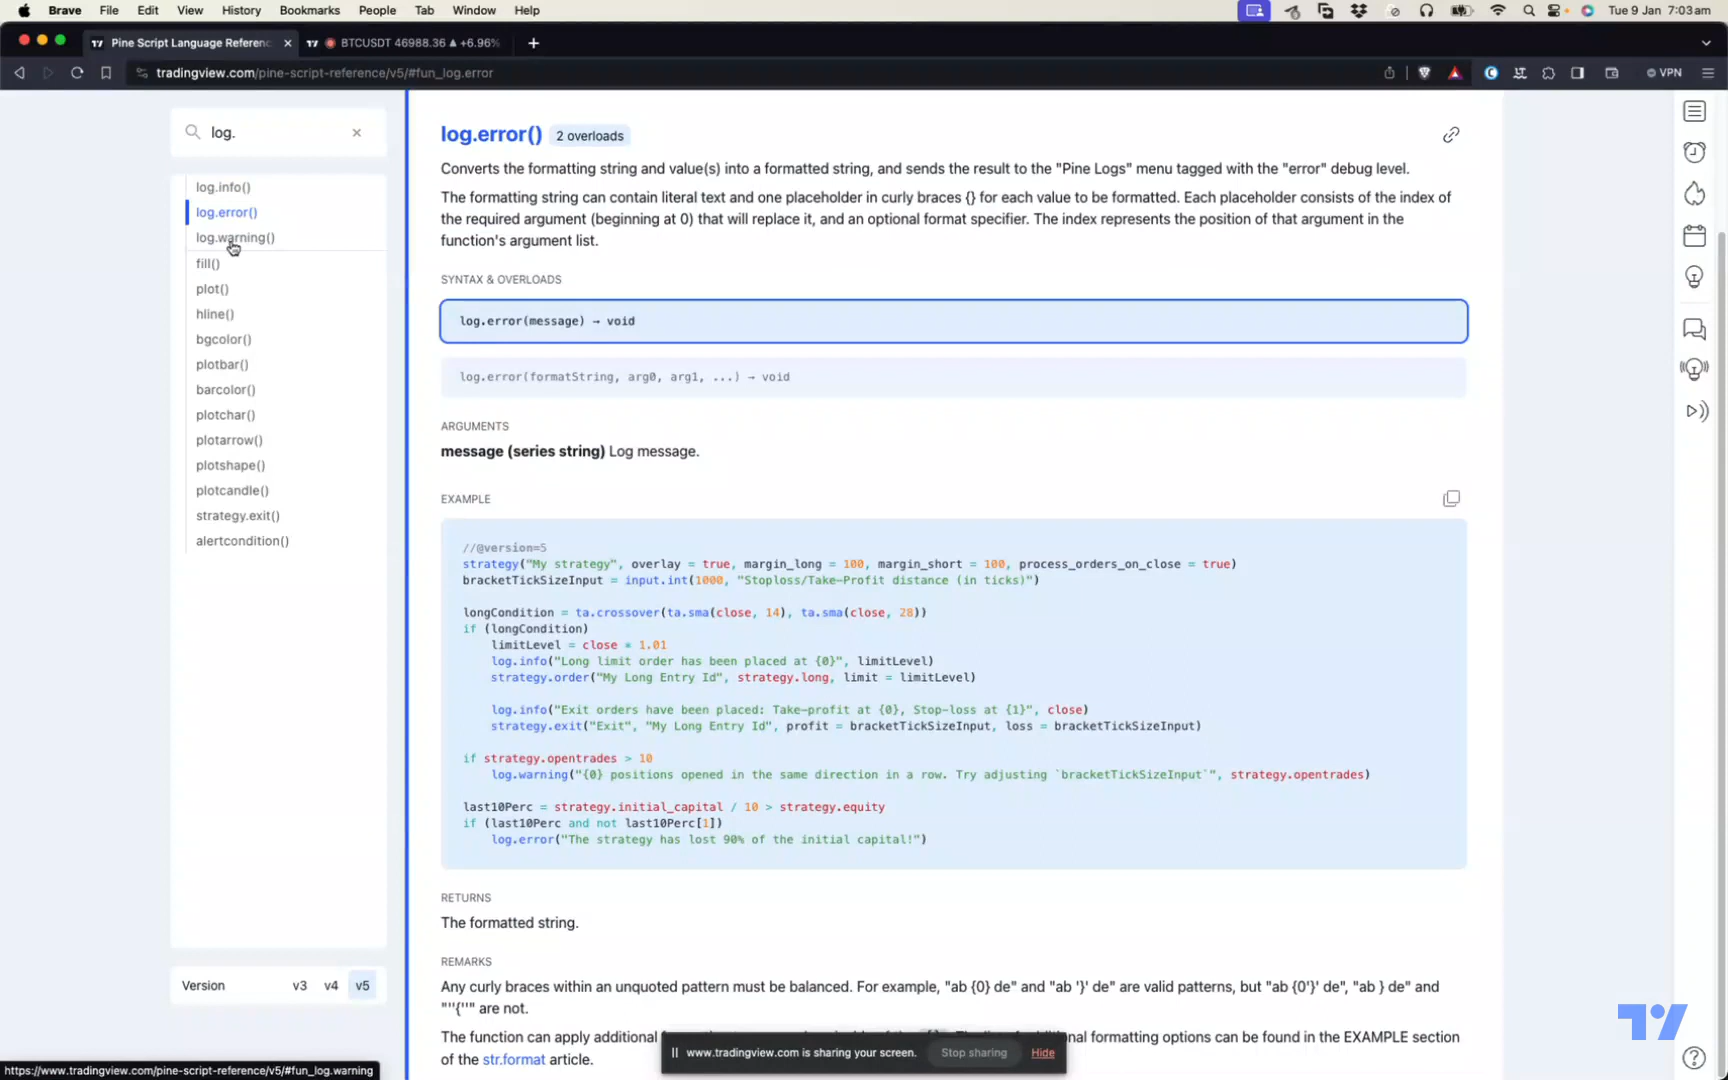 Brave File Edit View History Bookmarks People Tab Window Help Tue 9 Jan 7:03 am
Pine Script Language Referenc BTCUSDT 46988.36 ▲ +6.96%
tradingview.com/pine-script-reference/v5/#fun_log.error VPN
log.
log.info()
log.error()
log.warning()
fill()
plot()
hline()
bgcolor()
plotbar()
barcolor()
plotchar()
plotarrow()
plotshape()
plotcandle()
strategy.exit()
alertcondition()
Version v3 v4 v5
log.error() 2 overloads
Converts the formatting string and value(s) into a formatted string, and sends the result to the "Pine Logs" menu tagged with the "error" debug level.
The formatting string can contain literal text and one placeholder in curly braces {} for each value to be formatted. Each placeholder consists of the index of
the required argument (beginning at 0) that will replace it, and an optional format specifier. The index represents the position of that argument in the
function's argument list.
SYNTAX & OVERLOADS
log.error(message) → void
log.error(formatString, arg0, arg1, ...) → void
ARGUMENTS
message (series string) Log message.
EXAMPLE
//@version=5
strategy("My strategy", overlay = true, margin_long = 100, margin_short = 100, process_orders_on_close = true)
bracketTickSizeInput = input.int(1000, "Stoploss/Take-Profit distance (in ticks)")
longCondition = ta.crossover(ta.sma(close, 14), ta.sma(close, 28))
if (longCondition)
limitLevel = close * 1.01
log.info("Long limit order has been placed at {0}", limitLevel)
strategy.order("My Long Entry Id", strategy.long, limit = limitLevel)
log.info("Exit orders have been placed: Take-profit at {0}, Stop-loss at {1}", close)
strategy.exit("Exit", "My Long Entry Id", profit = bracketTickSizeInput, loss = bracketTickSizeInput)
if strategy.opentrades > 10
log.warning("{0} positions opened in the same direction in a row. Try adjusting `bracketTickSizeInput`", strategy.opentrades)
last10Perc = strategy.initial_capital / 10 > strategy.equity
if (last10Perc and not last10Perc[1])
log.error("The strategy has lost 90% of the initial capital!")
RETURNS
The formatted string.
REMARKS
Any curly braces within an unquoted pattern must be balanced. For example, "ab {0} de" and "ab '}' de" are valid patterns, but "ab {0'}' de", "ab } de" and
"''{''" are not.
The function can apply additional formatting options can be found in the EXAMPLE section
of the str.format article.
www.tradingview.com is sharing your screen. Stop sharing Hide
https://www.tradingview.com/pine-script-reference/v5/#fun_log.warning